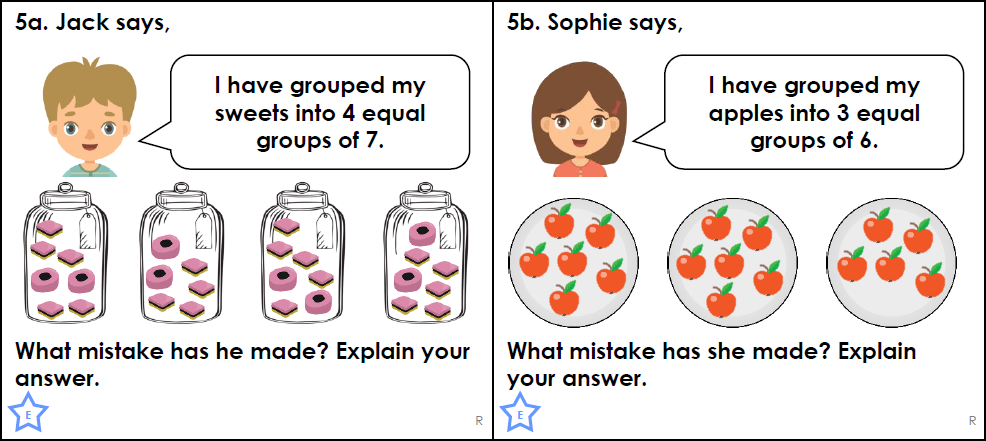 5a. Jack says,
I have grouped my
sweets into 4 equal
groups of 7.
What mistake has he made? Explain your
answer.
E
R
5b. Sophie says,
I have grouped my
apples into 3 equal
groups of 6.
What mistake has she made? Explain
your answer.
E
R